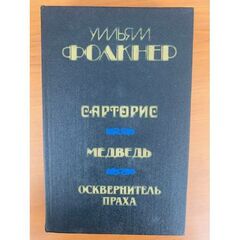 УИЛЬЯМ
ФОЛКНЕР
САРТОРИС
МЕДВЕДЬ
ОСКВЕРНИТЕЛЬ
ПРАХА